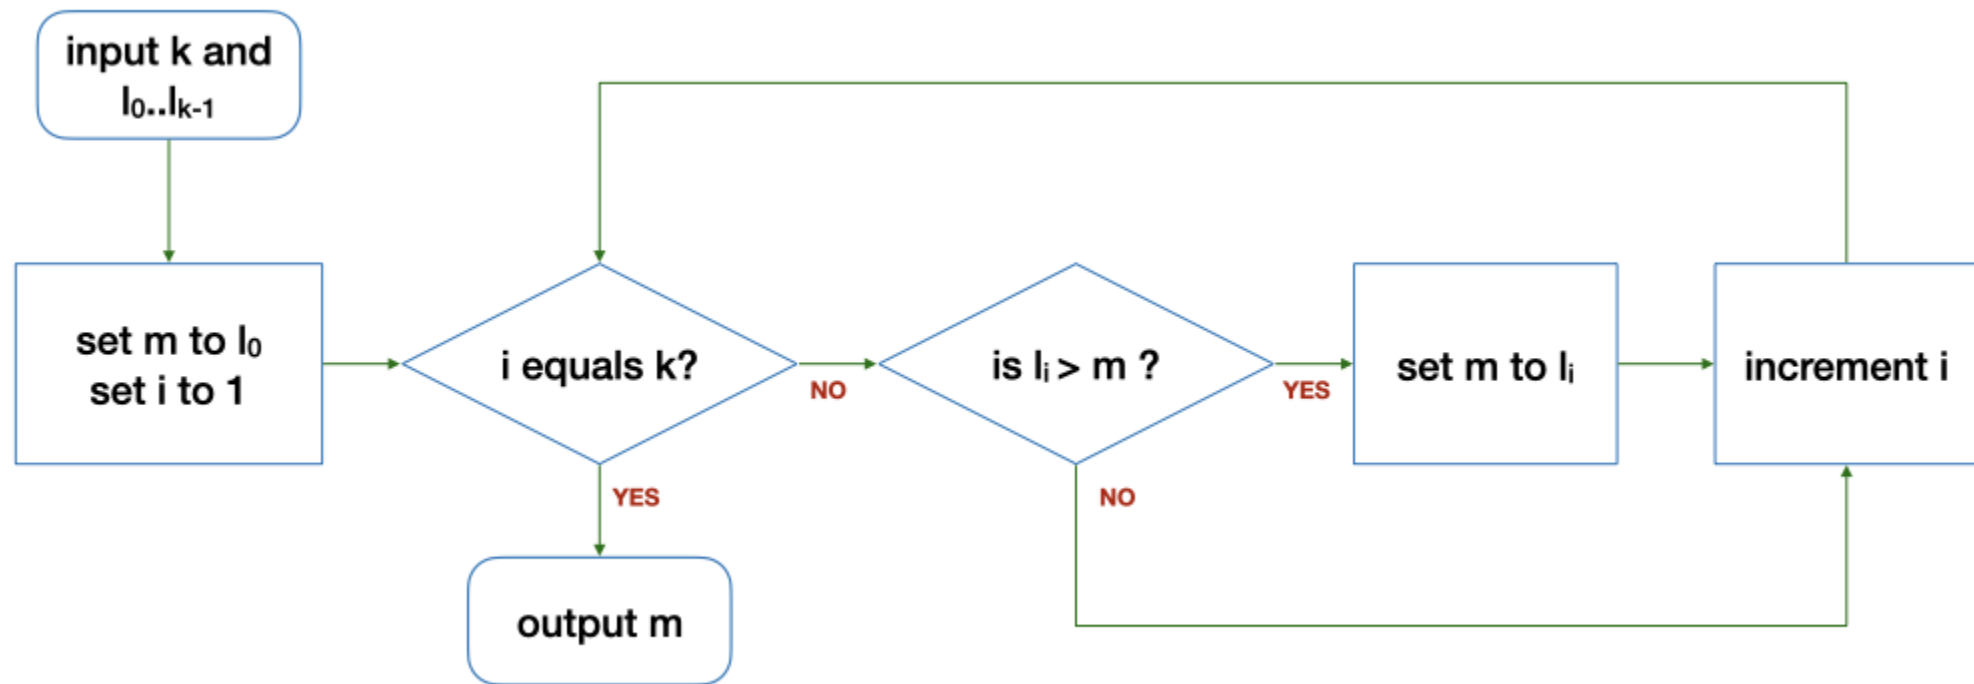 input k and
l₀..lₖ₋₁
set m to l₀
set i to 1
i equals k?
NO
is lᵢ > m ?
YES
set m to lᵢ
increment i
YES
NO
output m